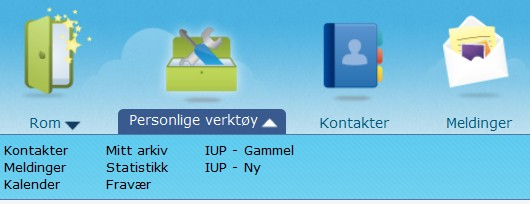 Rom Personlige verktøy Kontakter Meldinger
Kontakter Mitt arkiv IUP - Gammel
Meldinger Statistikk IUP - Ny
Kalender Fravær